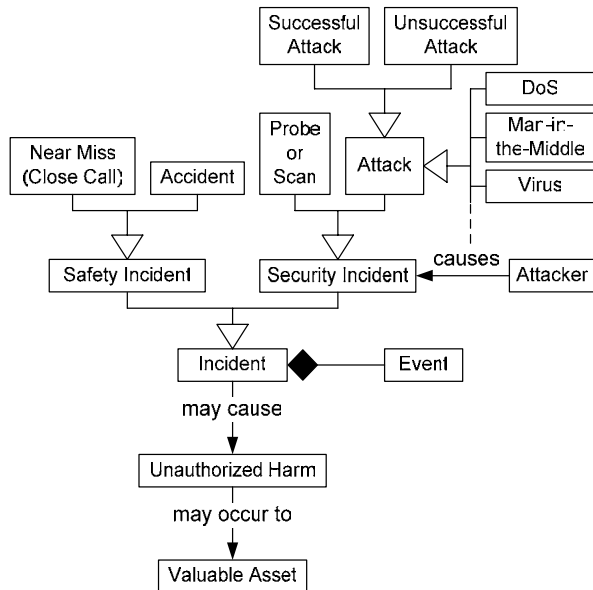 Successful
Attack
Unsuccessful
Attack
DoS
Man-in-
the-Middle
Virus
Probe
or
Scan
Attack
Near Miss
(Close Call)
Accident
causes
Safety Incident
Security Incident
Attacker
Incident
Event
may cause
Unauthorized Harm
may occur to
Valuable Asset